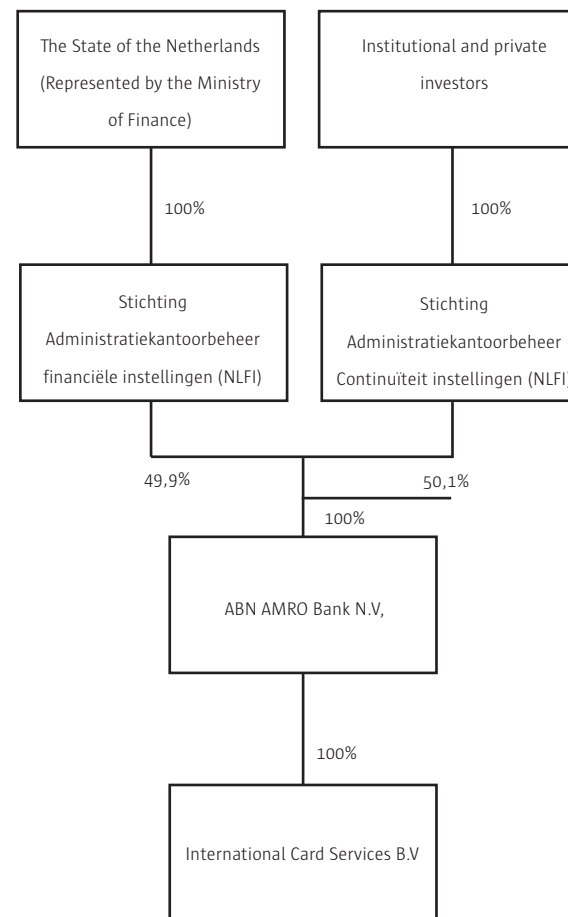 The State of the Netherlands
(Represented by the Ministry
of Finance)
Institutional and private
investors
100%
100%
Stichting
Administratiekantoorbeheer
financiële instellingen (NLFI)
Stichting
Administratiekantoorbeheer
Continuïteit instellingen (NLFI)
49,9%
50,1%
100%
ABN AMRO Bank N.V,
100%
International Card Services B.V